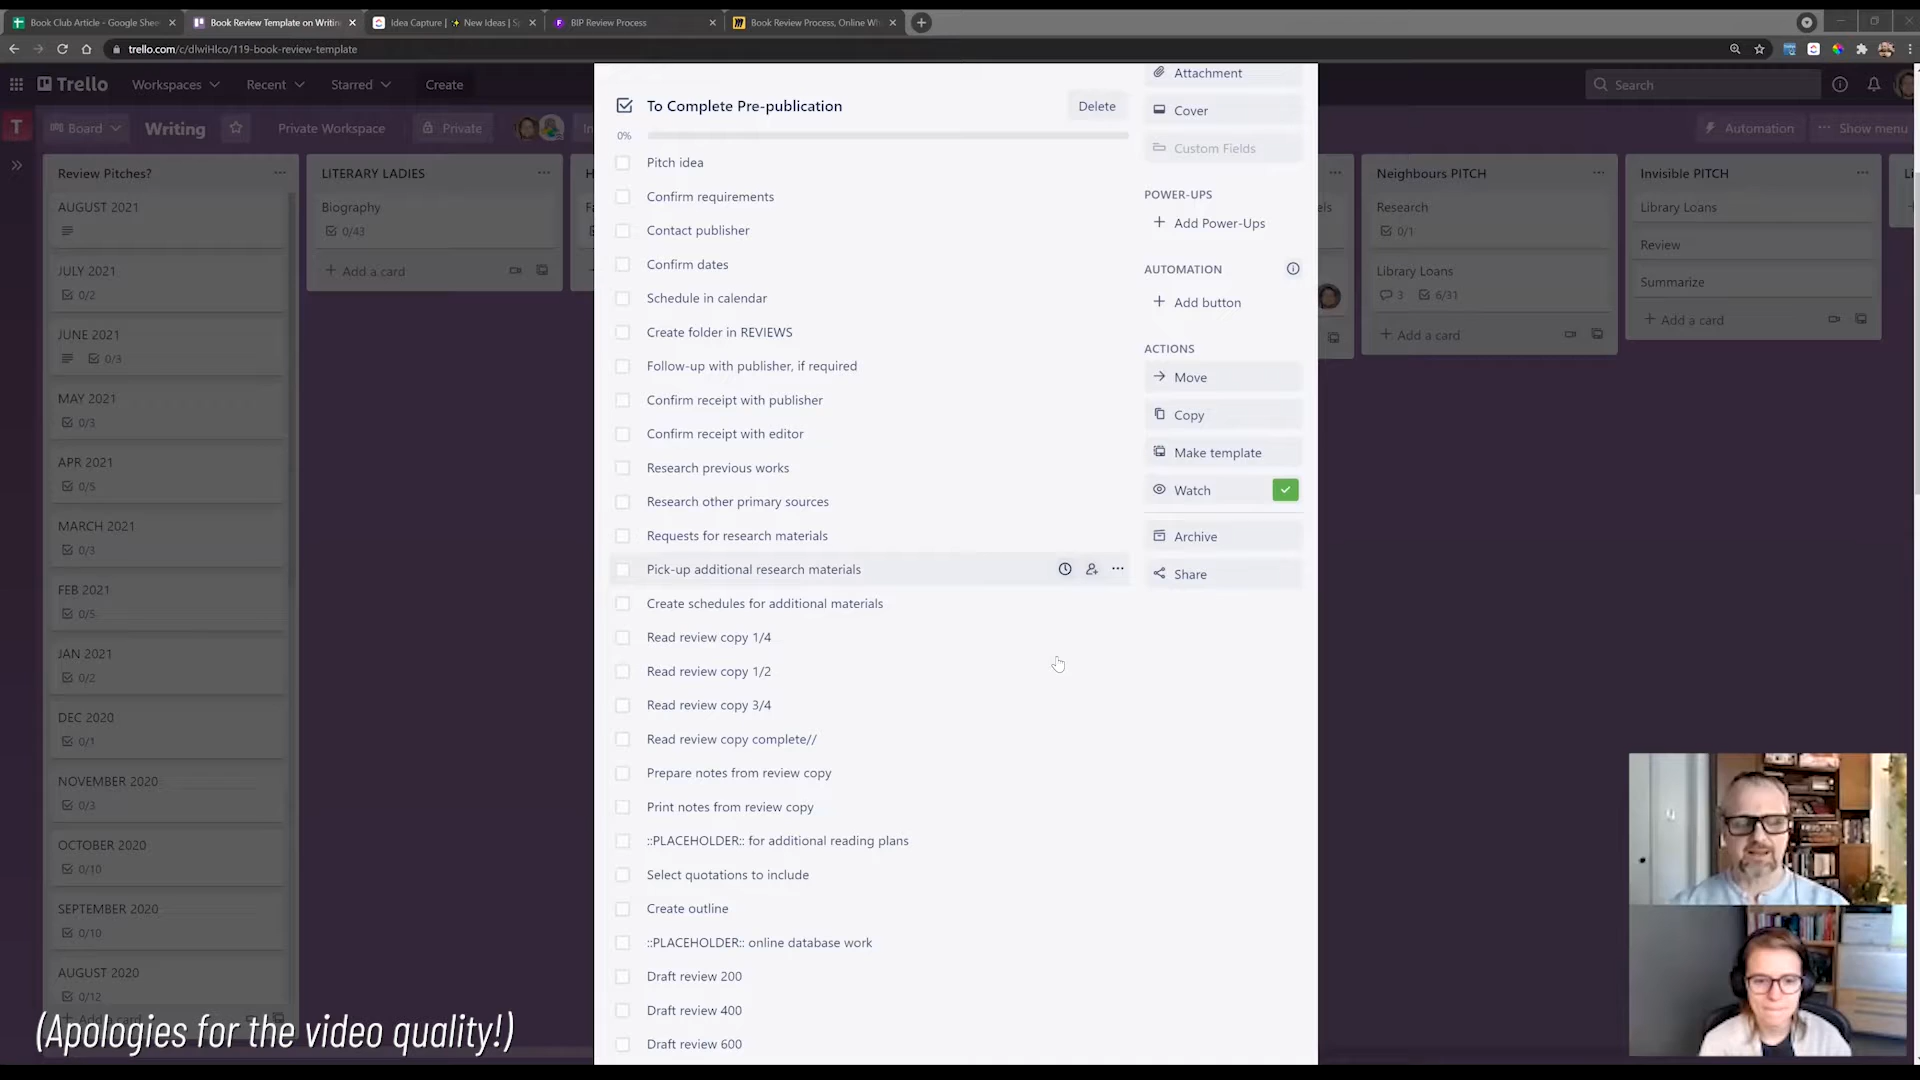 Book Club Article - Google Shee
Book Review Template on Writin
Idea Capture | ✨ New Ideas | S
BIP Review Process
Book Review Process, Online Wh
trello.com/c/dlwiHIco/119-book-review-template
Trello
Workspaces
Recent
Starred
Create
Search
T
Board
Writing
Private Workspace
Private
In
Automation
Show menu
Review Pitches?
AUGUST 2021
JULY 2021
0/2
JUNE 2021
0/3
MAY 2021
0/3
APR 2021
0/5
MARCH 2021
0/3
FEB 2021
0/5
JAN 2021
0/2
DEC 2020
0/1
NOVEMBER 2020
0/3
OCTOBER 2020
0/10
SEPTEMBER 2020
0/10
AUGUST 2020
0/12
+ Add a card
LITERARY LADIES
Biography
0/43
+ Add a card
H
To Complete Pre-publication
Delete
0%
Pitch idea
Confirm requirements
Contact publisher
Confirm dates
Schedule in calendar
Create folder in REVIEWS
Follow-up with publisher, if required
Confirm receipt with publisher
Confirm receipt with editor
Research previous works
Research other primary sources
Requests for research materials
Pick-up additional research materials
Create schedules for additional materials
Read review copy 1/4
Read review copy 1/2
Read review copy 3/4
Read review copy complete//
Prepare notes from review copy
Print notes from review copy
::PLACEHOLDER:: for additional reading plans
Select quotations to include
Create outline
::PLACEHOLDER:: online database work
Draft review 200
Draft review 400
Draft review 600
Attachment
Cover
Custom Fields
POWER-UPS
+ Add Power-Ups
AUTOMATION
+ Add button
ACTIONS
Move
Copy
Make template
Watch
Archive
Share
els
Neighbours PITCH
Research
0/1
Library Loans
3
6/31
+ Add a card
Invisible PITCH
Library Loans
Review
Summarize
+ Add a card
Li
(Apologies for the video quality!)